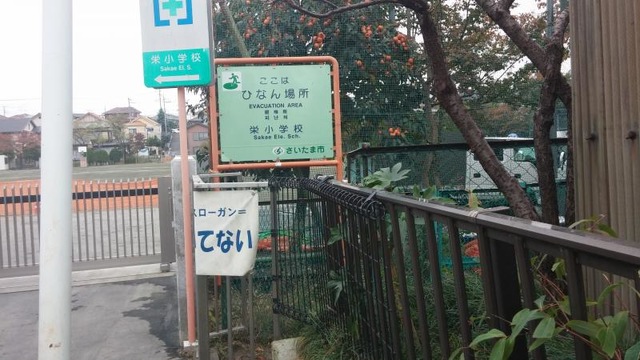 栄小学校
Sakae El. S.
ここは
ひなん場所
EVACUATION AREA
栄小学校
Sakae Ele. Sch.
さいたま市
スローガン=
てない